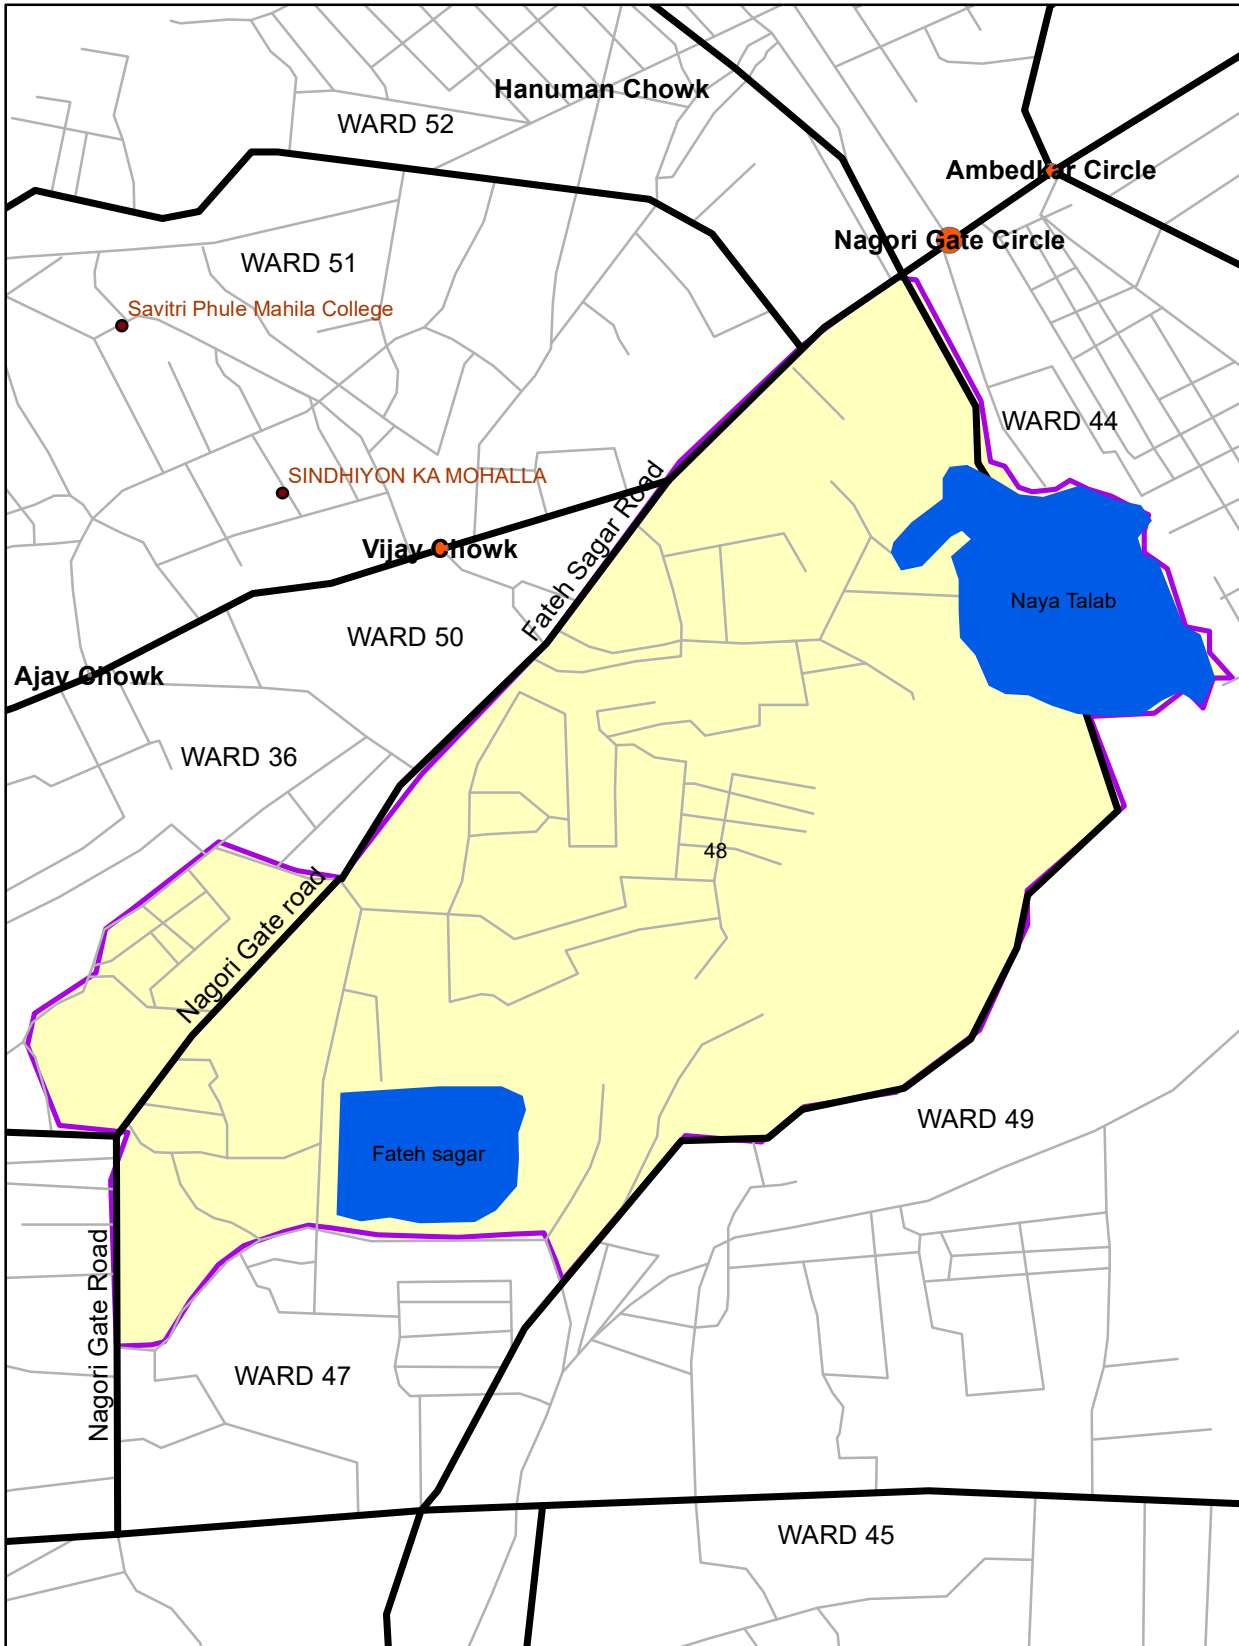 Hanuman Chowk
WARD 52
Ambedkar Circle
Nagori Gate Circle
WARD 51
Savitri Phule Mahila College
WARD 44
SINDHIYON KA MOHALLA
Fateh Sagar Road
Vijay Chowk
Naya Talab
WARD 50
Ajay Chowk
WARD 36
48
Nagori Gate road
WARD 49
Fateh sagar
Nagori Gate Road
WARD 47
WARD 45